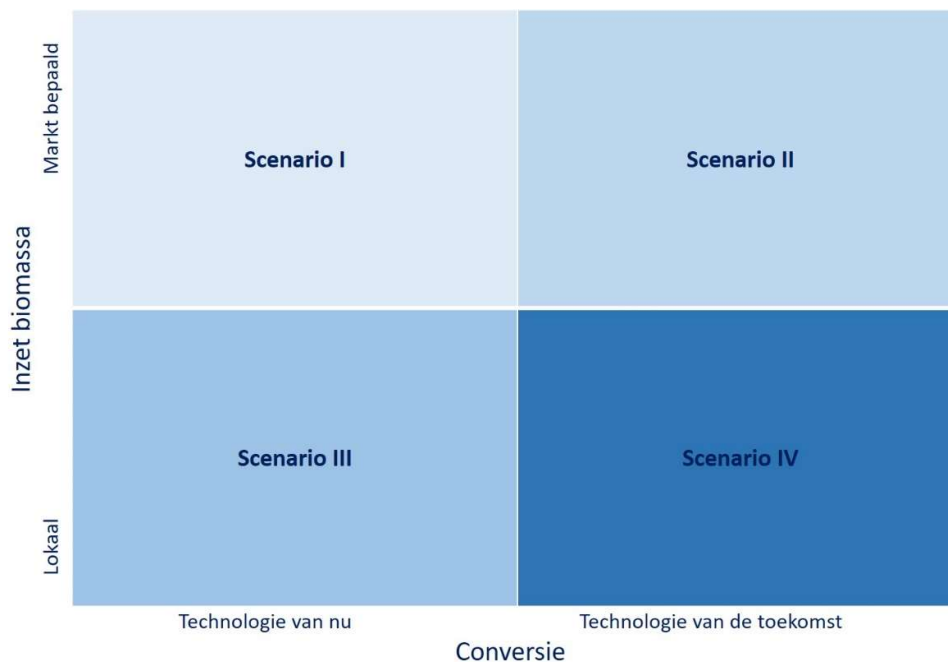 Markt bepaald
Inzet biomassa
Lokaal
Scenario I
Scenario II
Scenario III
Scenario IV
Technologie van nu
Technologie van de toekomst
Conversie